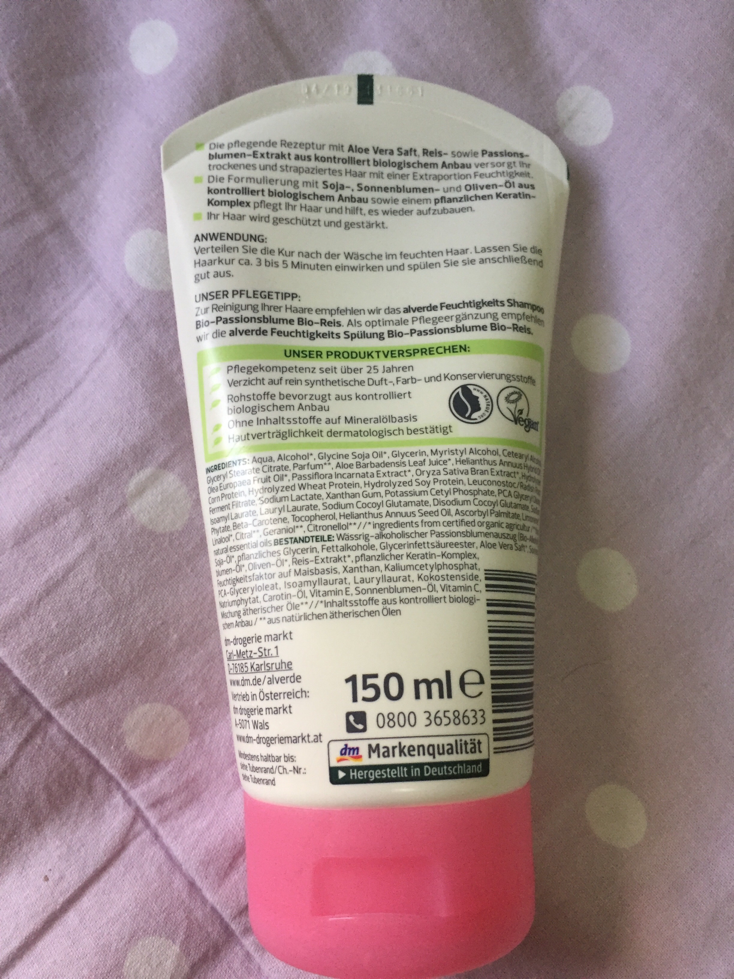 Die pflegende Rezeptur mit Aloe Vera Saft, Reis- sowie Passions-
blumen-Extrakt aus kontrolliert biologischem Anbau versorgt Ihr
trockenes und strapaziertes Haar mit einer Extraportion Feuchtigkeit.
Die Formulierung mit Soja-, Sonnenblumen- und Oliven-Öl aus
kontrolliert biologischem Anbau sowie einem pflanzlichen Keratin-
Komplex pflegt Ihr Haar und hilft, es wieder aufzubauen.
Ihr Haar wird geschützt und gestärkt.
ANWENDUNG:
Verteilen Sie die Kur nach der Wäsche im feuchten Haar. Lassen Sie die
Haarkur ca. 3 bis 5 Minuten einwirken und spülen Sie sie anschließend
gut aus.
UNSER PFLEGETIPP:
Zur Reinigung Ihrer Haare empfehlen wir das alverde Feuchtigkeits Shampoo
Bio-Passionsblume Bio-Reis. Als optimale Pflegeergänzung empfehlen
wir die alverde Feuchtigkeits Spülung Bio-Passionsblume Bio-Reis.
UNSER PRODUKTVERSPRECHEN:
Pflegekompetenz seit über 25 Jahren
Verzicht auf rein synthetische Duft-, Farb- und Konservierungsstoffe
Rohstoffe bevorzugt aus kontrolliert
biologischem Anbau
Ohne Inhaltsstoffe auf Mineralölbasis
Hautverträglichkeit dermatologisch bestätigt
Vegan
INGREDIENTS: Aqua, Alcohol*, Glycine Soja Oil*, Glycerin, Myristyl Alcohol, Cetearyl
Glyceryl Stearate Citrate, Parfum**, Aloe Barbadensis Leaf Juice*, Helianthus Annuus
Olea Europaea Fruit Oil*, Passiflora Incarnata Extract*, Oryza Sativa Bran Extract*,
Corn Protein, Hydrolyzed Wheat Protein, Hydrolyzed Soy Protein, Leuconostoc/
Ferment Filtrate, Sodium Lactate, Xanthan Gum, Potassium Cetyl Phosphate, PCA
Isoamyl Laurate, Lauryl Laurate, Sodium Cocoyl Glutamate, Disodium Cocoyl Glutamate,
Phytate, Beta-Carotene, Tocopherol, Helianthus Annuus Seed Oil, Ascorbyl Palmitate,
Linalool**, Citral**, Geraniol**, Citronellol**//*ingredients from certified organic agriculture
natural essential oils BESTANDTEILE: Wässrig-alkoholischer Passionsblumenauszug
Soja-Öl*, pflanzliches Glycerin, Fettalkohole, Glycerinfettsäureester, Aloe Vera Saft*,
blumen-Öl*, Oliven-Öl*, Reis-Extrakt*, pflanzlicher Keratin-Komplex,
Feuchtigkeitsfaktor auf Maisbasis, Xanthan, Kaliumcetylphosphat,
PCA-Glyceryloleat, Isoamyllaurat, Lauryllaurat, Kokostenside,
Natriumphytat, Carotin-Öl, Vitamin E, Sonnenblumen-Öl, Vitamin C,
Mischung ätherischer Öle**//*Inhaltsstoffe aus kontrolliert biologi-
schem Anbau / **aus natürlichen ätherischen Ölen
dm-drogerie markt
Carl-Metz-Str. 1
D-76185 Karlsruhe
www.dm.de/alverde
Vertrieb in Österreich:
dm drogerie markt
A-5071 Wals
www.dm-drogeriemarkt.at
Mindestens haltbar bis:
siehe Tubenrand/Ch.-Nr.:
siehe Tubenrand
150 ml e
0800 3658633
dm Markenqualität
Hergestellt in Deutschland